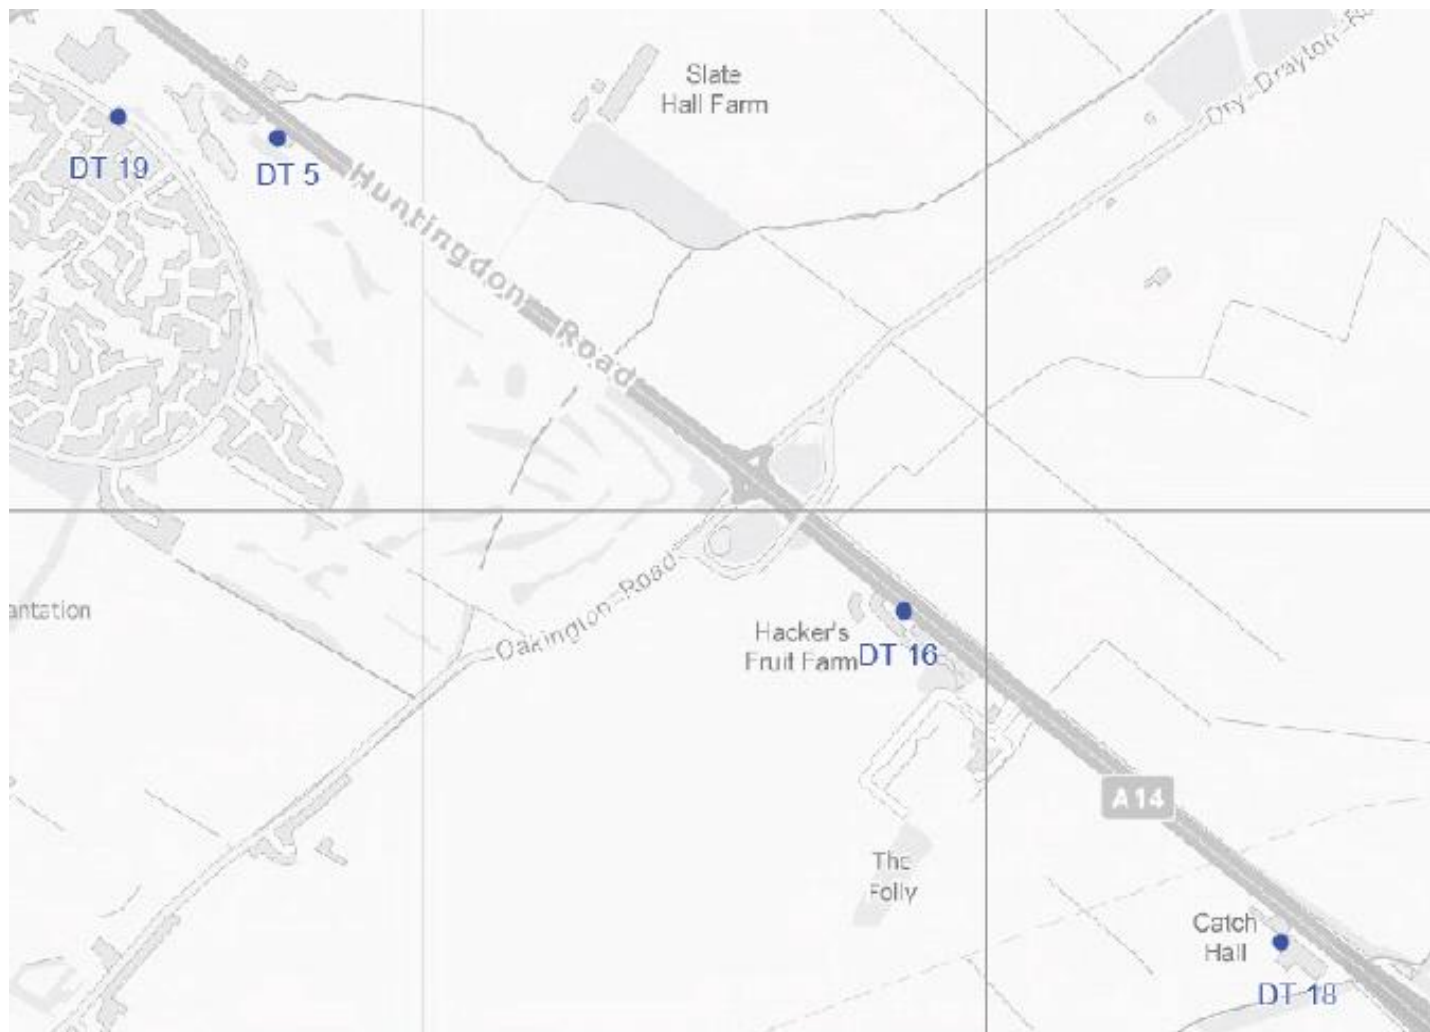 Slate
Hall Farm
Dry-Drayton-R
DT 19
DT 5
Huntingdon Road
antation
Oakington-Road
Hacker's
Fruit Farm
DT 16
A14
The
Folly
Catch
Hall
DT 18